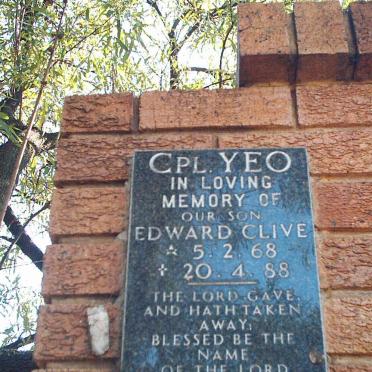 CPL. YEO
IN LOVING
MEMORY OF
OUR SON
EDWARD CLIVE
☆ 5. 2. 68
✝ 20. 4. 88
THE LORD GAVE,
AND HATH TAKEN
AWAY;
BLESSED BE THE
NAME
OF THE LORD